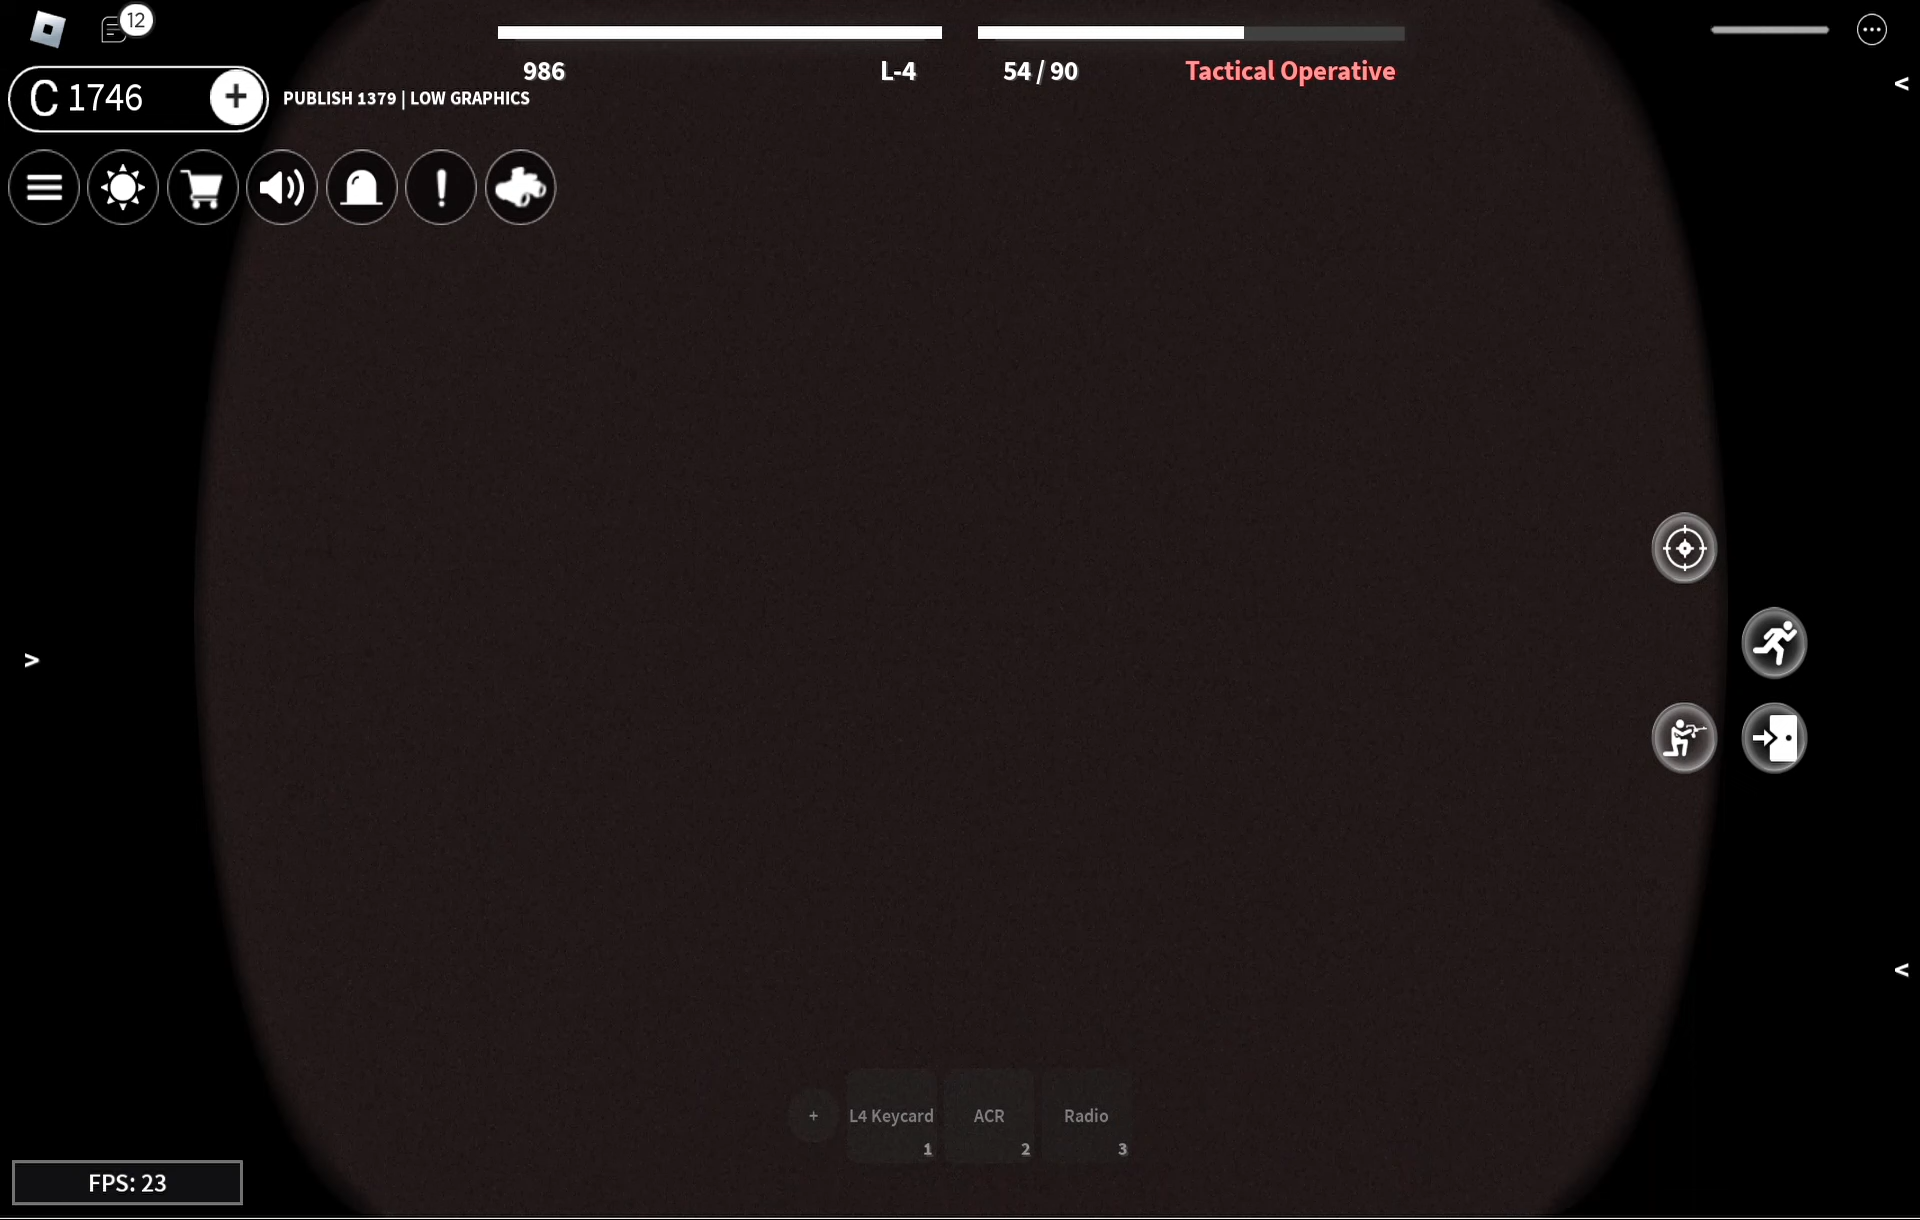 12
986
L-4
54 / 90
Tactical Operative
C 1746
+
PUBLISH 1379 | LOW GRAPHICS
<
>
<
+
L4 Keycard
1
ACR
2
Radio
3
FPS: 23